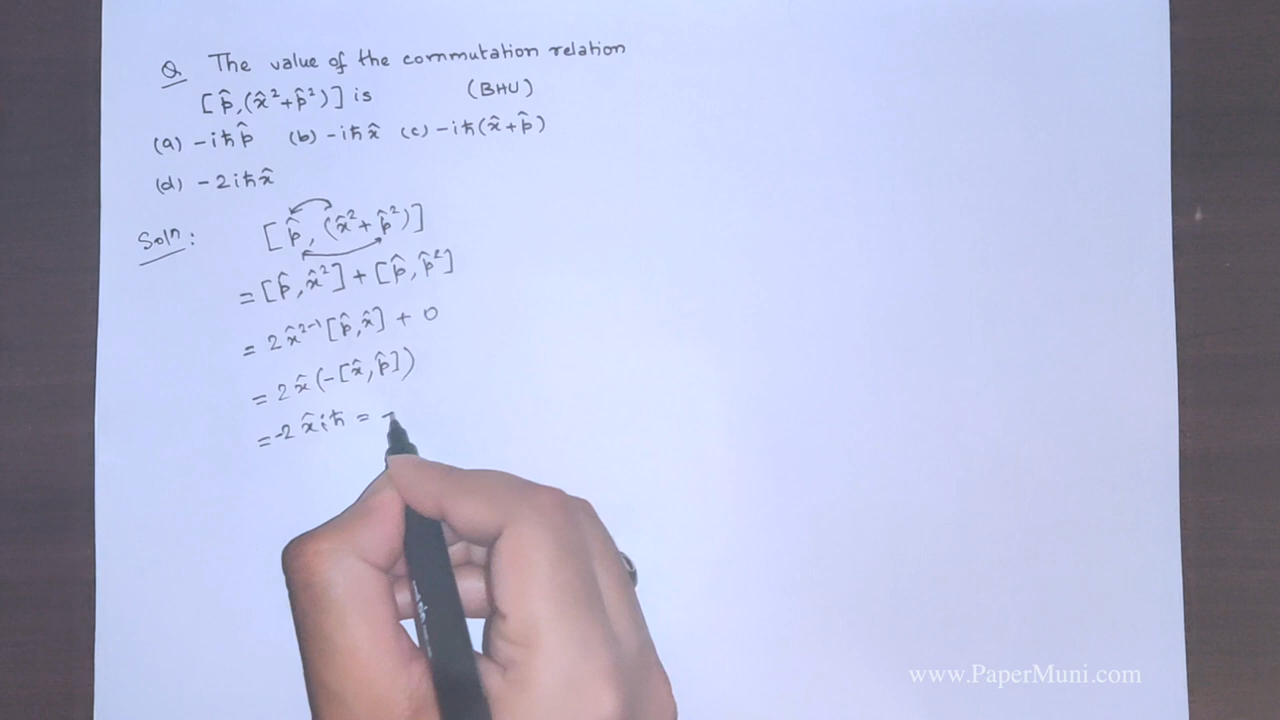 Q. The value of the commutation relation
[p̂,(x̂²+p̂²)] is (BHU)
(a) -iħp̂ (b) -iħx̂ (c) -iħ(x̂+p̂)
(d) -2iħx̂
Solⁿ: [p̂,(x̂²+p̂²)]
=[p̂,x̂²]+[p̂,p̂²]
= 2x̂²⁻¹[p̂,x̂] + 0
= 2x̂(-[x̂,p̂])
=-2x̂iħ = -
www.PaperMuni.com